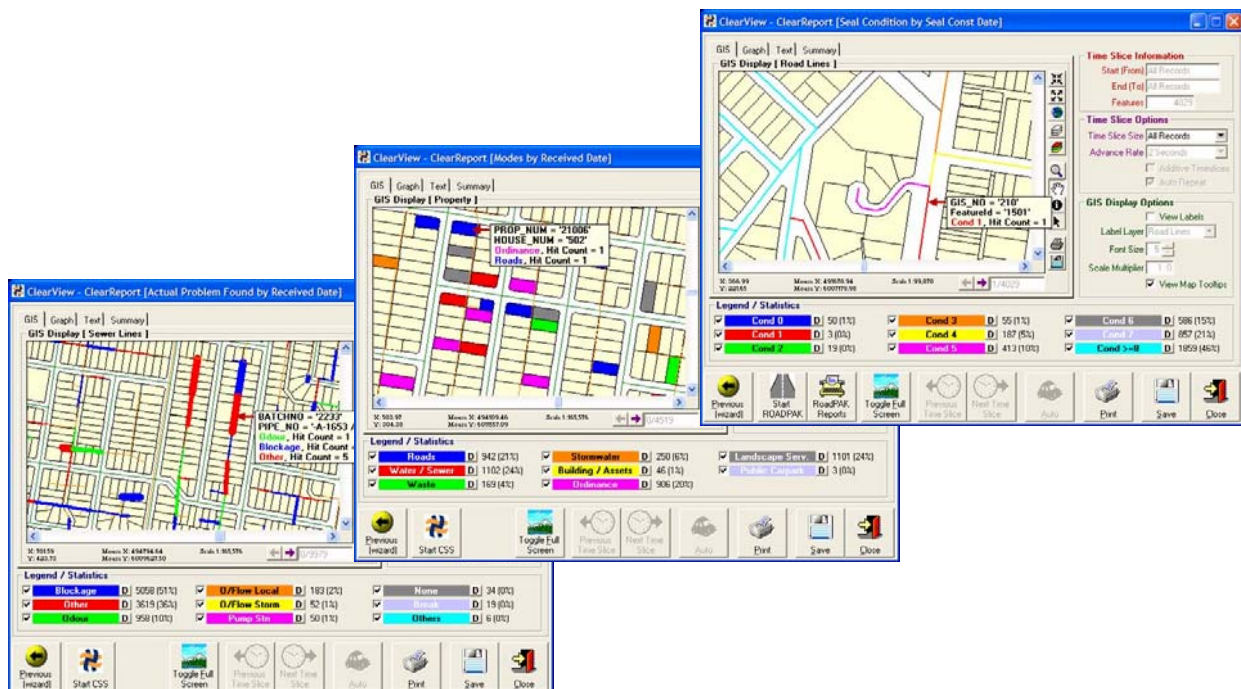 ClearView - ClearReport [Seal Condition by Seal Const Date]
GIS Graph Text Summary
GIS Display [ Road Lines ]
GIS_NO = '210'
FeatureId = '1501'
Cond 1, Hit Count = 1
1/4029
Time Slice Information
Start (From) All Records
End (To) All Records
Features 4029
Time Slice Options
Time Slice Size All Records
Advance Rate 2 Seconds
Additive Timeslices
Auto Repeat
GIS Display Options
View Labels
Label Layer Road Lines
Font Size 5
Scale Multiplier 1.0
View Map Tooltips
Legend / Statistics
Cond 0 D 50 (1%) Cond 3 D 55 (1%) Cond 6 D 586 (15%)
Cond 1 D 3 (0%) Cond 4 D 187 (5%) Cond 7 D 857 (21%)
Cond 2 D 19 (0%) Cond 5 D 413 (10%) Cond >=8 D 1859 (46%)
Previous (wizard) Start ROADPAK RoadPAK Reports Toggle Full Screen Previous Time Slice Next Time Slice Auto Print Save Close
ClearView - ClearReport [Modes by Received Date]
GIS Graph Text Summary
GIS Display [ Property ]
PROP_NUM = '21006'
HOUSE_NUM = '502'
Ordinance, Hit Count = 1
Roads, Hit Count = 1
0/4519
Legend / Statistics
Roads D 942 (21%) Stormwater D 250 (6%) Landscape Serv. D 1101 (24%)
Water / Sewer D 1102 (24%) Building / Assets D 46 (1%) Public Carpark D 3 (0%)
Waste D 169 (4%) Ordinance D 906 (20%)
Previous (wizard) Start CSS Toggle Full Screen Previous Time Slice Next Time Slice Auto Print Save Close
ClearView - ClearReport [Actual Problem Found by Received Date]
GIS Graph Text Summary
GIS Display [ Sewer Lines ]
BATCHNO = '2233'
PIPE_NO = '-A-1653 /
Odour, Hit Count = 1
Blockage, Hit Count =
Other, Hit Count = 5
0/9979
Legend / Statistics
Blockage D 5058 (51%) O/Flow Local D 183 (2%) None D 34 (0%)
Other D 3619 (36%) O/Flow Storm D 52 (1%) Break D 19 (0%)
Odour D 958 (10%) Pump Stn D 50 (1%) Others D 6 (0%)
Previous (wizard) Start CSS Toggle Full Screen Previous Time Slice Next Time Slice Auto Print Save Close